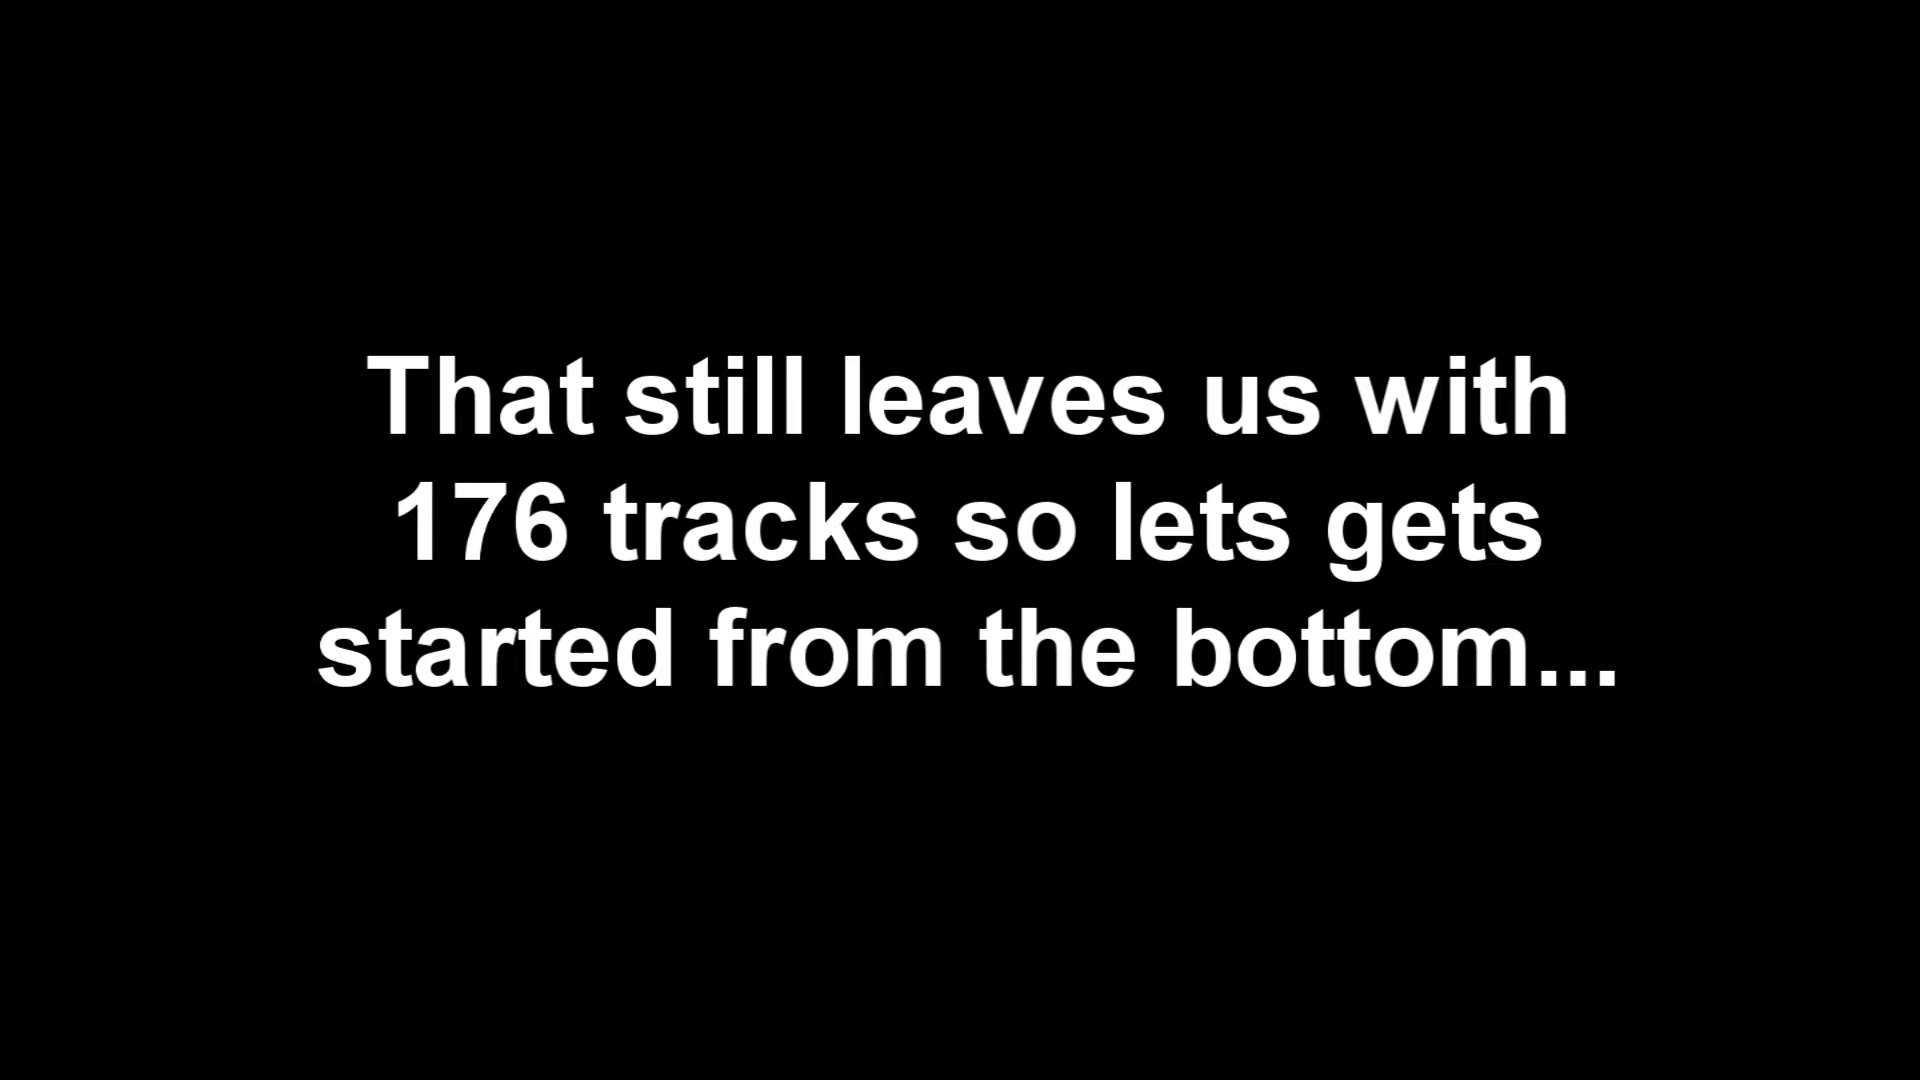 That still leaves us with
176 tracks so lets gets
started from the bottom...